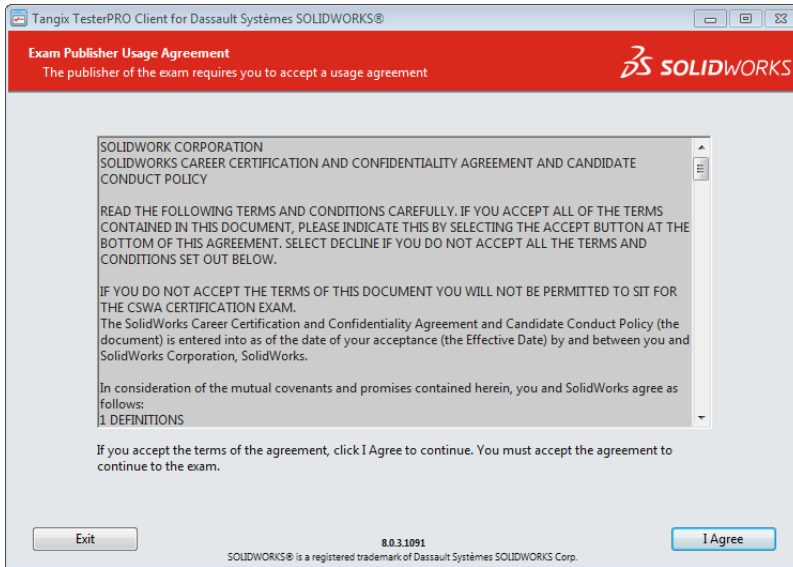 Tangix TesterPRO Client for Dassault Systèmes SOLIDWORKS®
Exam Publisher Usage Agreement
The publisher of the exam requires you to accept a usage agreement
SOLIDWORKS
SOLIDWORK CORPORATION
SOLIDWORKS CAREER CERTIFICATION AND CONFIDENTIALITY AGREEMENT AND CANDIDATE
CONDUCT POLICY
READ THE FOLLOWING TERMS AND CONDITIONS CAREFULLY. IF YOU ACCEPT ALL OF THE TERMS
CONTAINED IN THIS DOCUMENT, PLEASE INDICATE THIS BY SELECTING THE ACCEPT BUTTON AT THE
BOTTOM OF THIS AGREEMENT. SELECT DECLINE IF YOU DO NOT ACCEPT ALL THE TERMS AND
CONDITIONS SET OUT BELOW.
IF YOU DO NOT ACCEPT THE TERMS OF THIS DOCUMENT YOU WILL NOT BE PERMITTED TO SIT FOR
THE CSWA CERTIFICATION EXAM.
The SolidWorks Career Certification and Confidentiality Agreement and Candidate Conduct Policy (the
document) is entered into as of the date of your acceptance (the Effective Date) by and between you and
SolidWorks Corporation, SolidWorks.
In consideration of the mutual covenants and promises contained herein, you and SolidWorks agree as
follows:
1 DEFINITIONS
If you accept the terms of the agreement, click I Agree to continue. You must accept the agreement to
continue to the exam.
Exit
8.0.3.1091
I Agree
SOLIDWORKS® is a registered trademark of Dassault Systèmes SOLIDWORKS Corp.